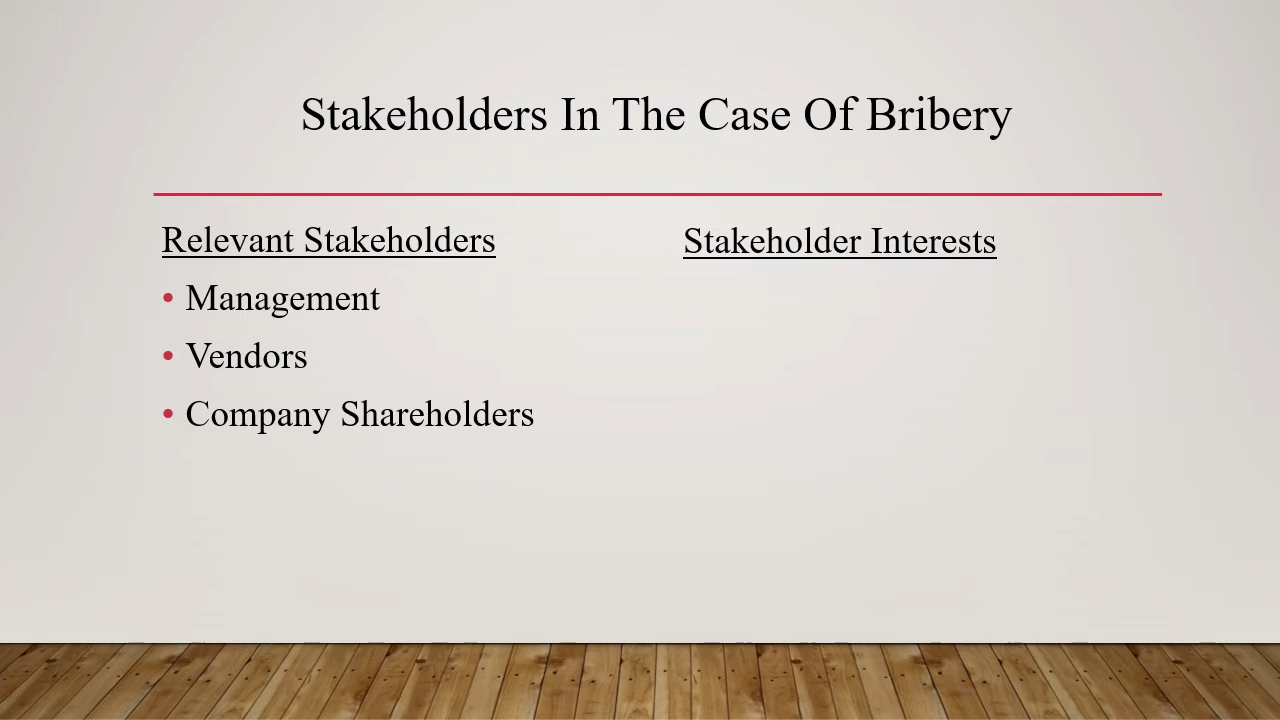 Stakeholders In The Case Of Bribery
Relevant Stakeholders
• Management
• Vendors
• Company Shareholders
Stakeholder Interests